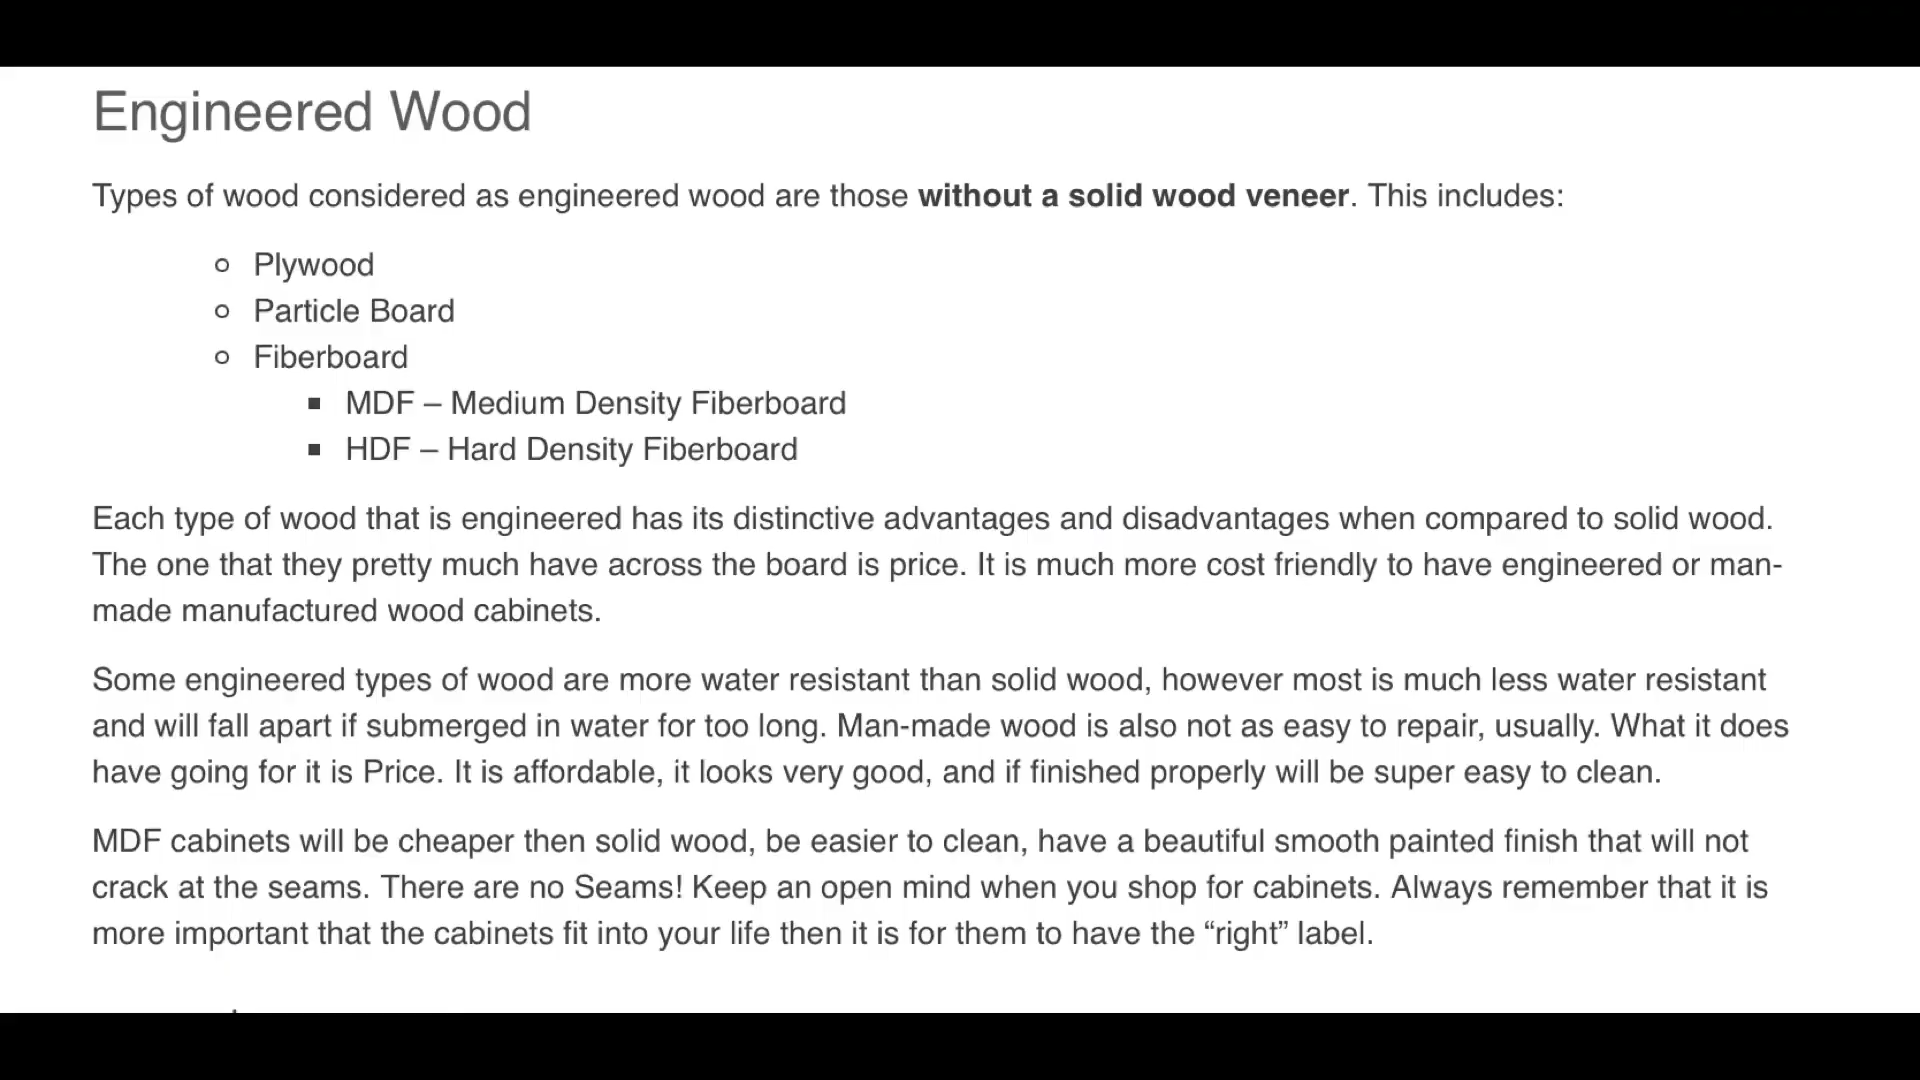 Engineered Wood
Types of wood considered as engineered wood are those without a solid wood veneer. This includes:
Plywood
Particle Board
Fiberboard
MDF – Medium Density Fiberboard
HDF – Hard Density Fiberboard
Each type of wood that is engineered has its distinctive advantages and disadvantages when compared to solid wood.
The one that they pretty much have across the board is price. It is much more cost friendly to have engineered or man-
made manufactured wood cabinets.
Some engineered types of wood are more water resistant than solid wood, however most is much less water resistant
and will fall apart if submerged in water for too long. Man-made wood is also not as easy to repair, usually. What it does
have going for it is Price. It is affordable, it looks very good, and if finished properly will be super easy to clean.
MDF cabinets will be cheaper then solid wood, be easier to clean, have a beautiful smooth painted finish that will not
crack at the seams. There are no Seams! Keep an open mind when you shop for cabinets. Always remember that it is
more important that the cabinets fit into your life then it is for them to have the “right” label.